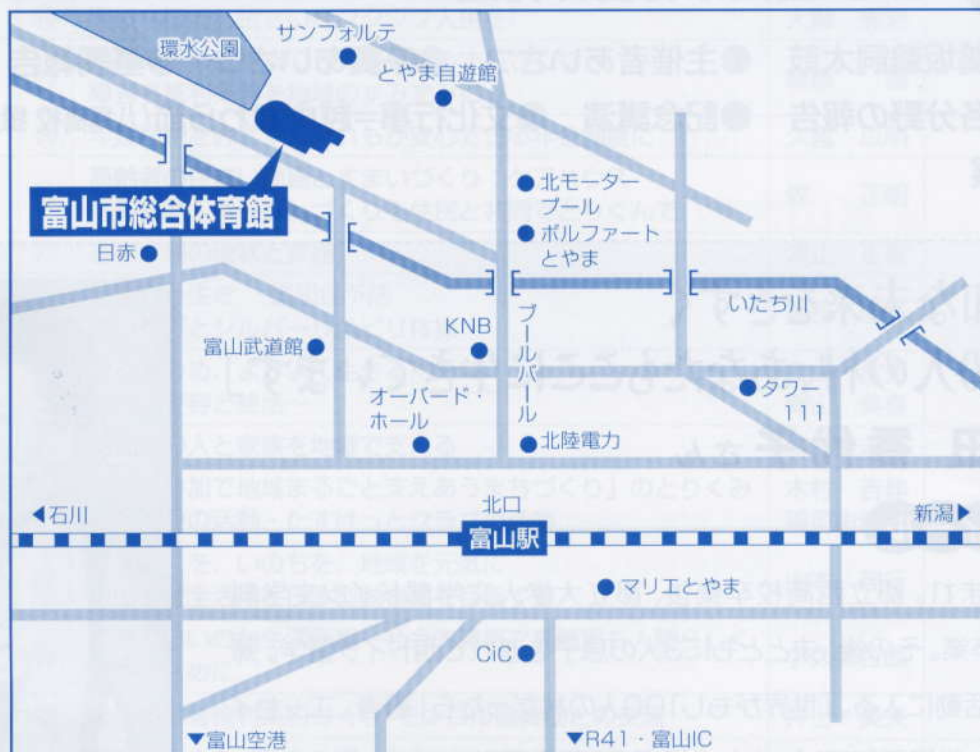 環水公園
サンフォルテ
とやま自遊館
富山市総合体育館
日赤
北モーター
プール
ボルファート
とやま
いたち川
富山武道館
KNB
ブールバール
オーバード・
ホール
北陸電力
タワー
111
北口
◀石川
新潟▶
富山駅
マリエとやま
CiC
▼富山空港
▼R41・富山IC